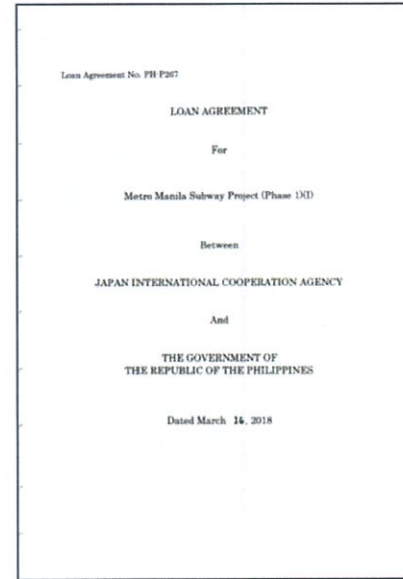 Loan Agreement No. PH-P267
LOAN AGREEMENT
For
Metro Manila Subway Project (Phase 1)(I)
Between
JAPAN INTERNATIONAL COOPERATION AGENCY
And
THE GOVERNMENT OF
THE REPUBLIC OF THE PHILIPPINES
Dated March 16, 2018